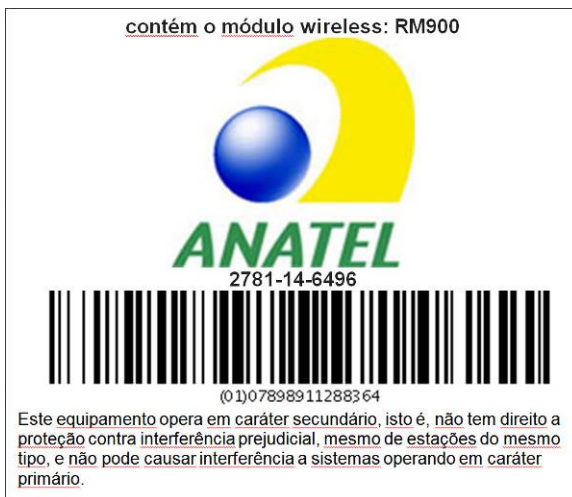 contém o módulo wireless: RM900
ANATEL
2781-14-6496
(01)07898911288364
Este equipamento opera em caráter secundário, isto é, não tem direito a
proteção contra interferência prejudicial, mesmo de estações do mesmo
tipo, e não pode causar interferência a sistemas operando em caráter
primário.